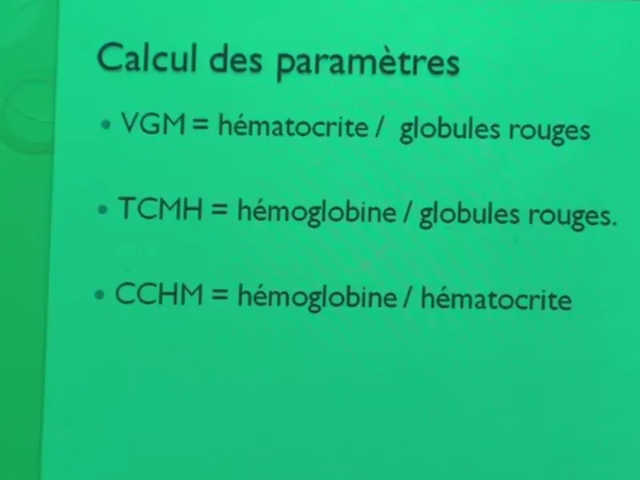 Calcul des paramètres
• VGM = hématocrite / globules rouges
• TCMH = hémoglobine / globules rouges.
• CCHM = hémoglobine / hématocrite